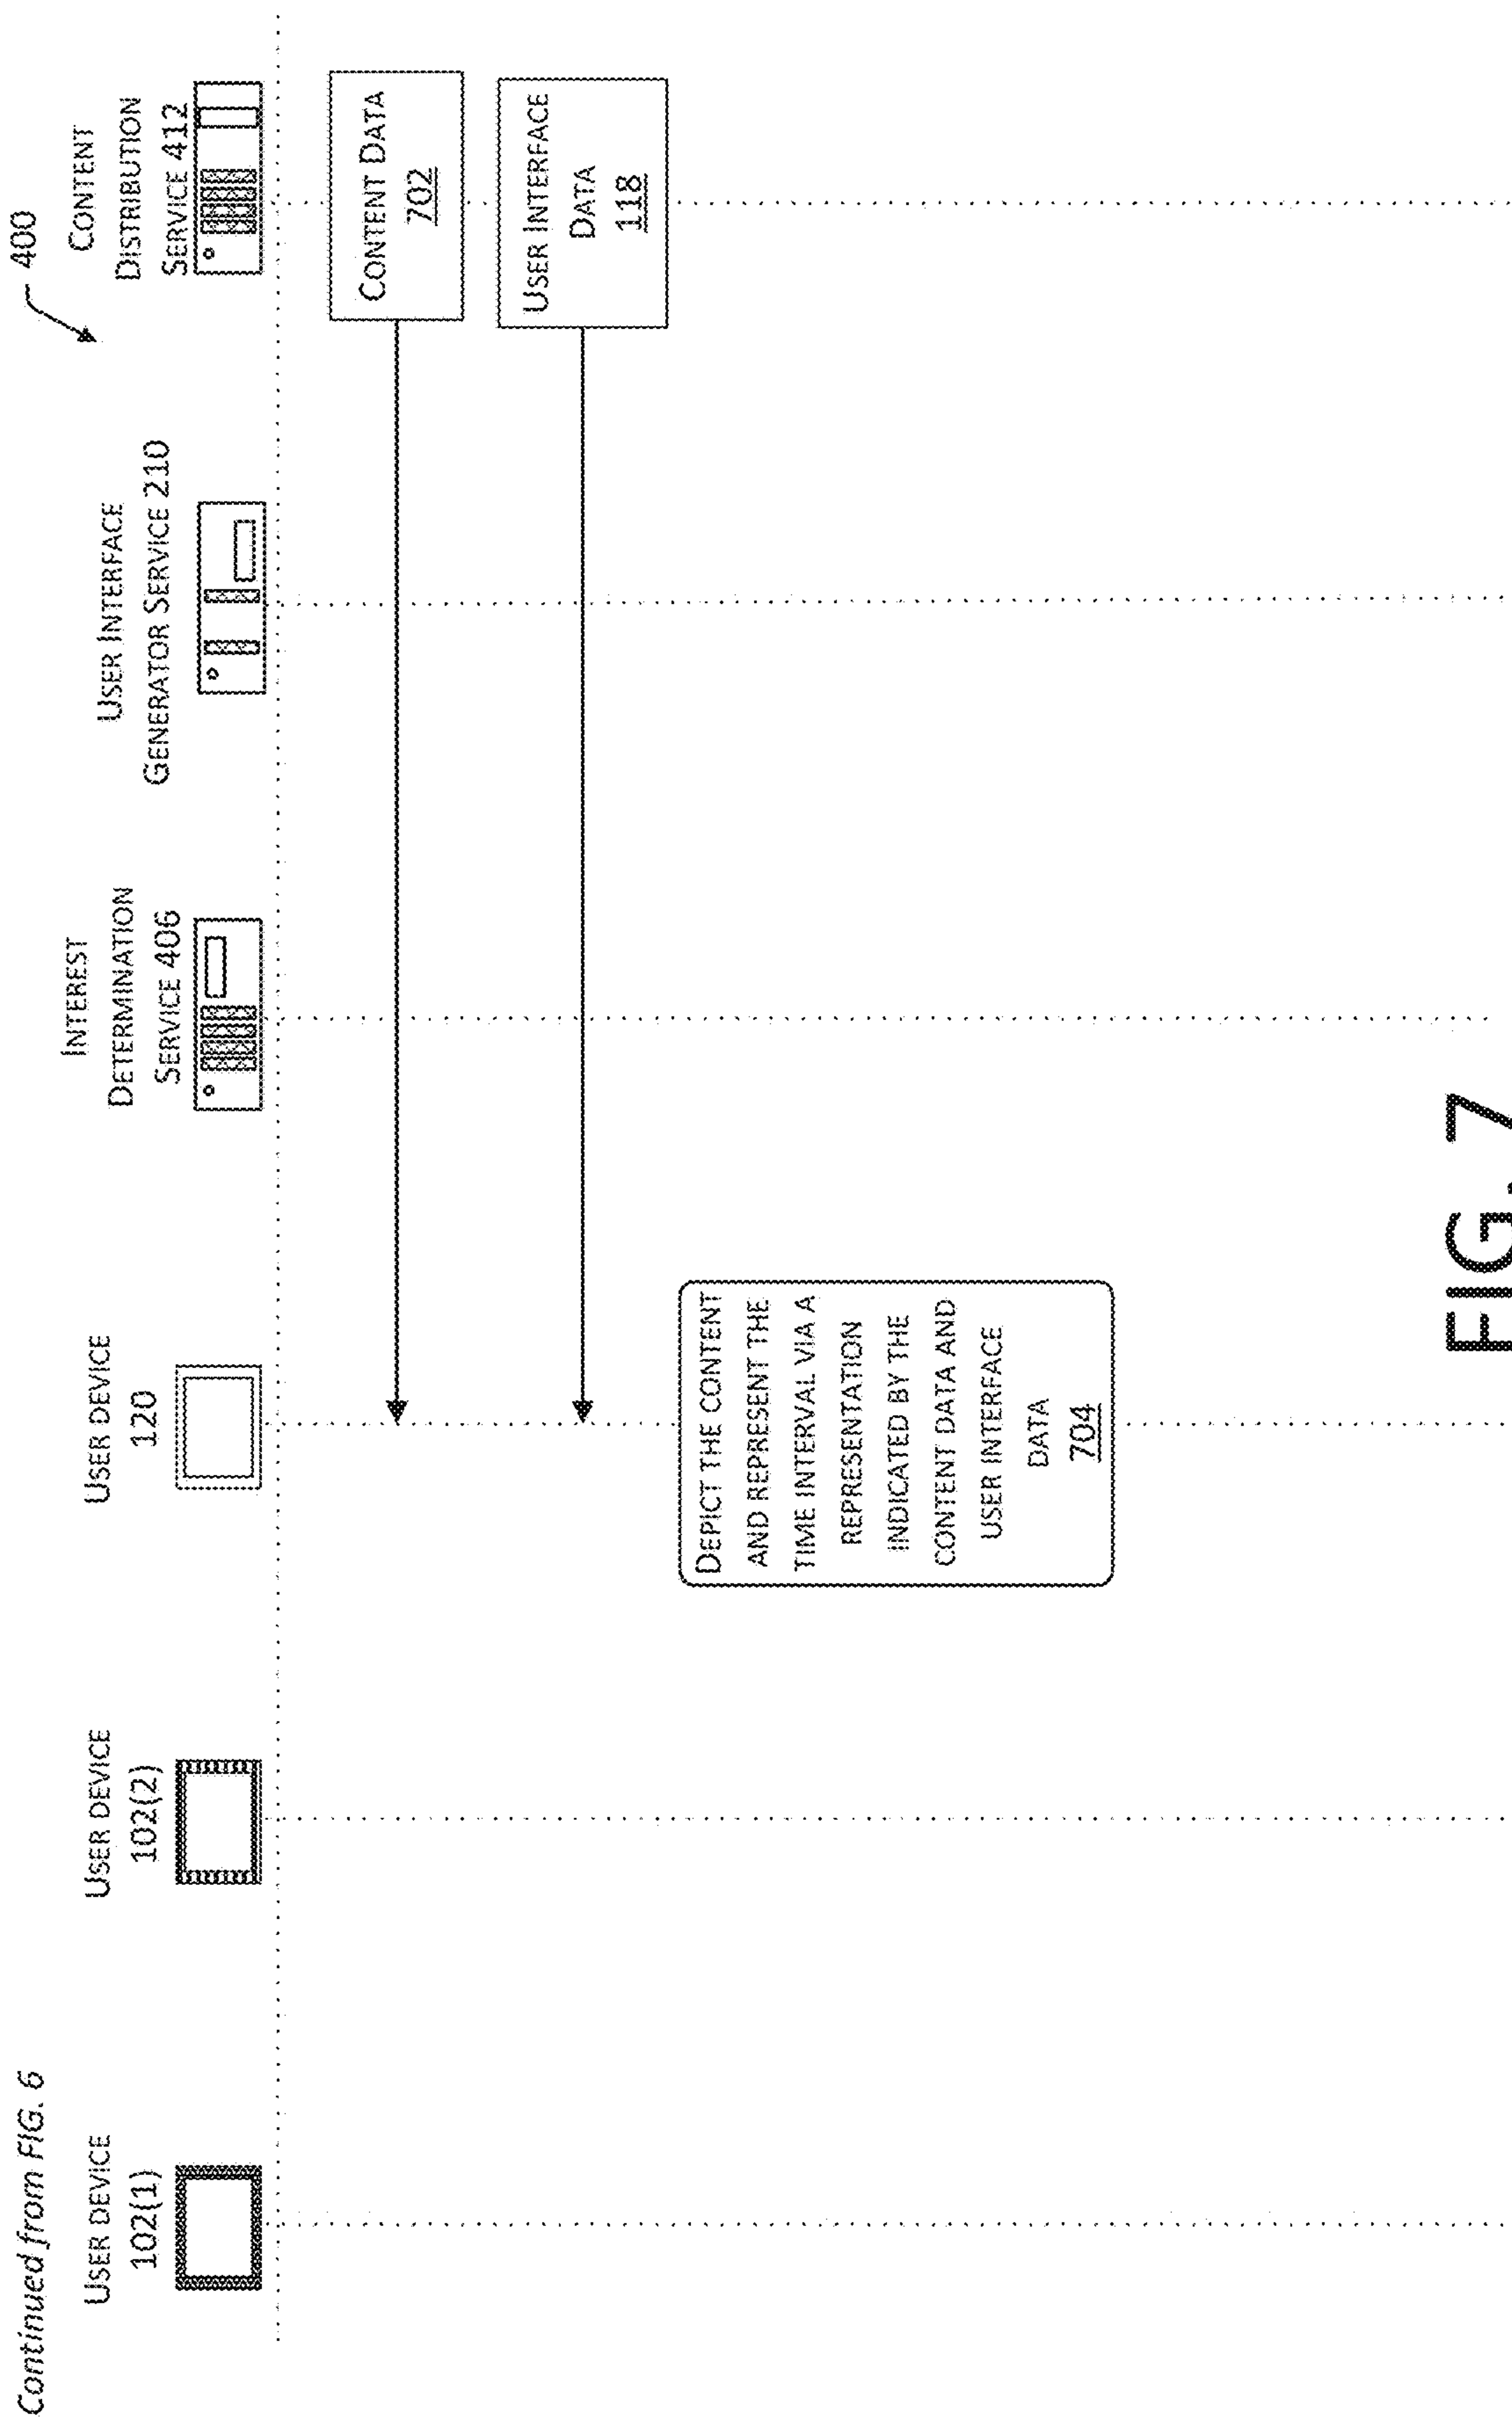 Continued from FIG. 6
400
USER DEVICE
102(1)
USER DEVICE
102(2)
USER DEVICE
120
INTEREST
DETERMINATION
SERVICE 406
USER INTERFACE
GENERATOR SERVICE 210
CONTENT
DISTRIBUTION
SERVICE 412
CONTENT DATA
702
USER INTERFACE
DATA
118
DEPICT THE CONTENT
AND REPRESENT THE
TIME INTERVAL VIA A
REPRESENTATION
INDICATED BY THE
CONTENT DATA AND
USER INTERFACE
DATA
704
FIG. 7